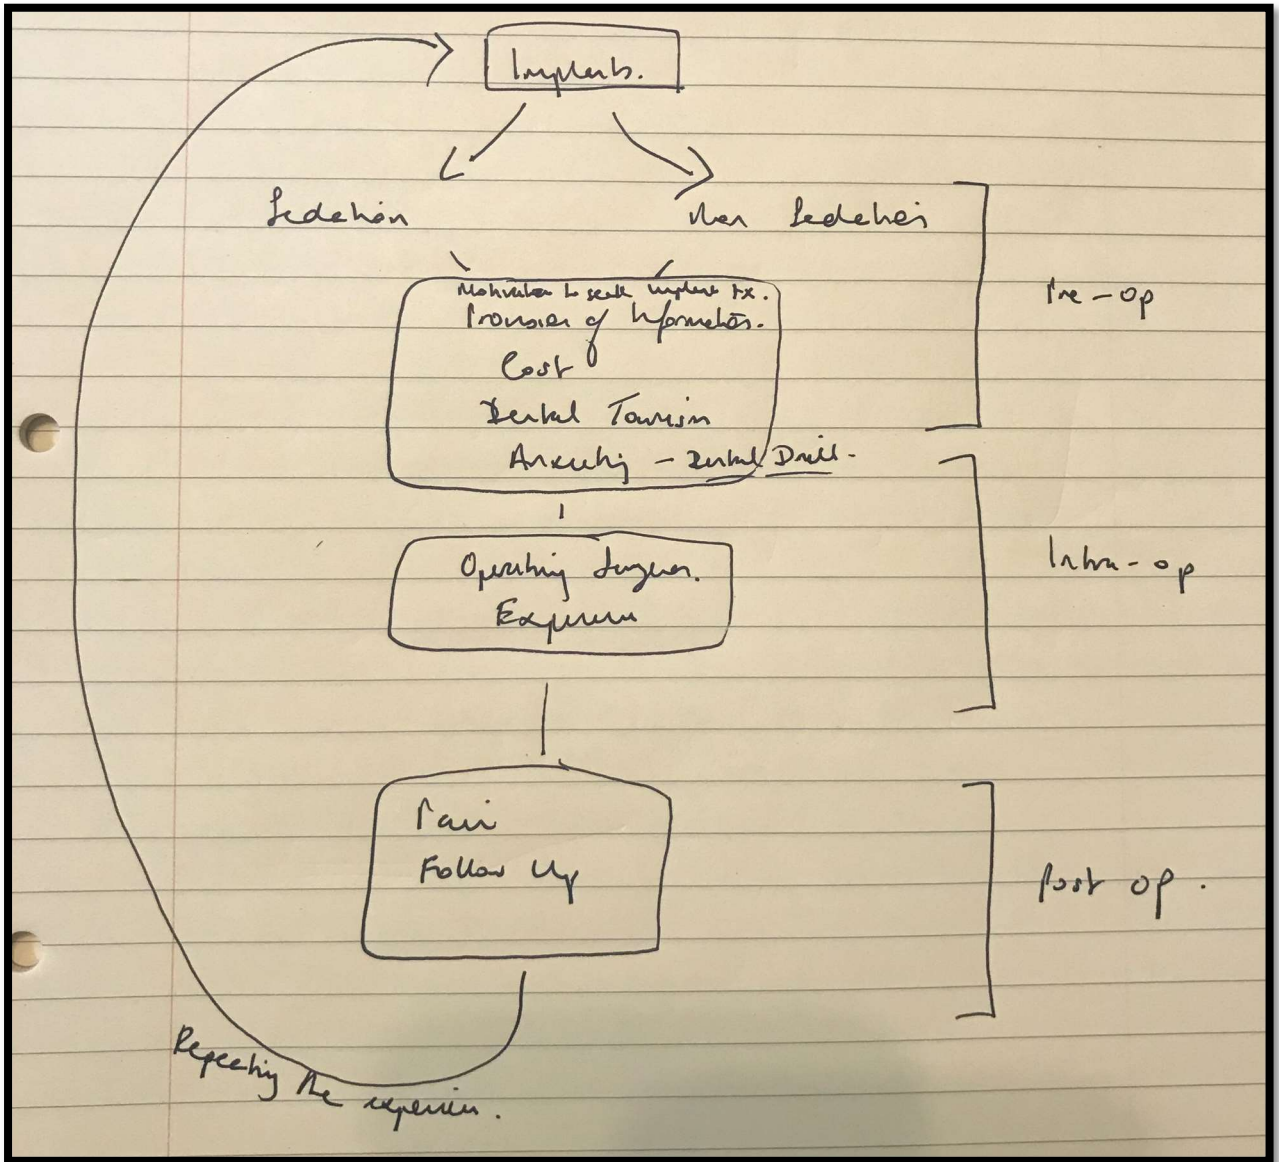 Implants.
Sedation
Non Sedation
Motivation to seek implant tx.
Provision of Information.
Cost
Dental Tourism
Anxiety - Dental Drill.
Pre-op
Operating Surgeon.
Experience
Intra-op
Pain
Follow Up
Post op.
Repeating the experience.